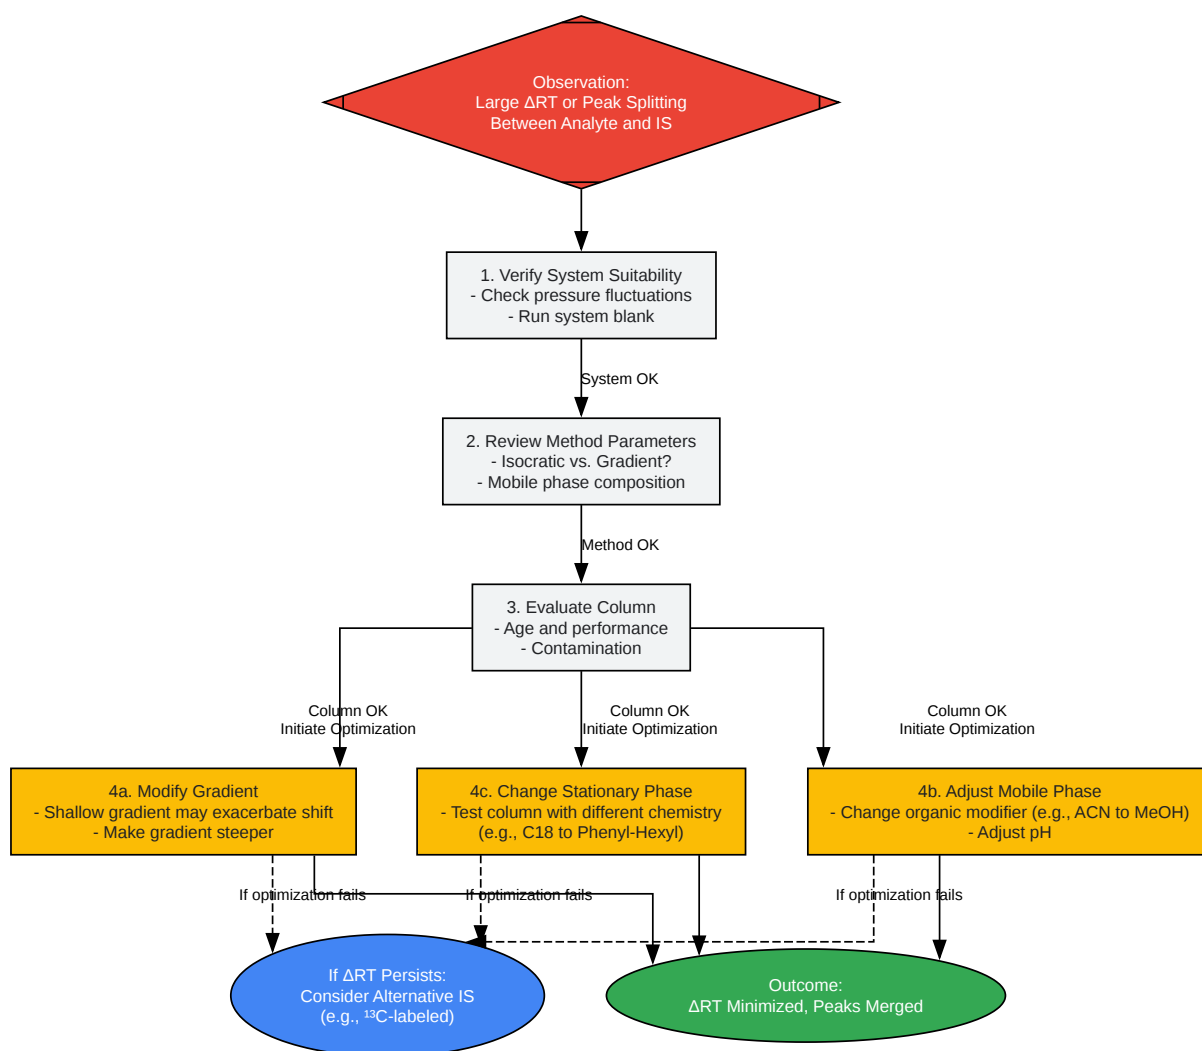 Observation:
Large ΔRT or Peak Splitting
Between Analyte and IS
1. Verify System Suitability
- Check pressure fluctuations
- Run system blank
System OK
2. Review Method Parameters
- Isocratic vs. Gradient?
- Mobile phase composition
Method OK
3. Evaluate Column
- Age and performance
- Contamination
Column OK
Initiate Optimization
Column OK
Initiate Optimization
Column OK
Initiate Optimization
4a. Modify Gradient
- Shallow gradient may exacerbate shift
- Make gradient steeper
4c. Change Stationary Phase
- Test column with different chemistry
(e.g., C18 to Phenyl-Hexyl)
4b. Adjust Mobile Phase
- Change organic modifier (e.g., ACN to MeOH)
- Adjust pH
If optimization fails
If optimization fails
If optimization fails
If ΔRT Persists:
Consider Alternative IS
(e.g., ¹³C-labeled)
Outcome:
ΔRT Minimized, Peaks Merged